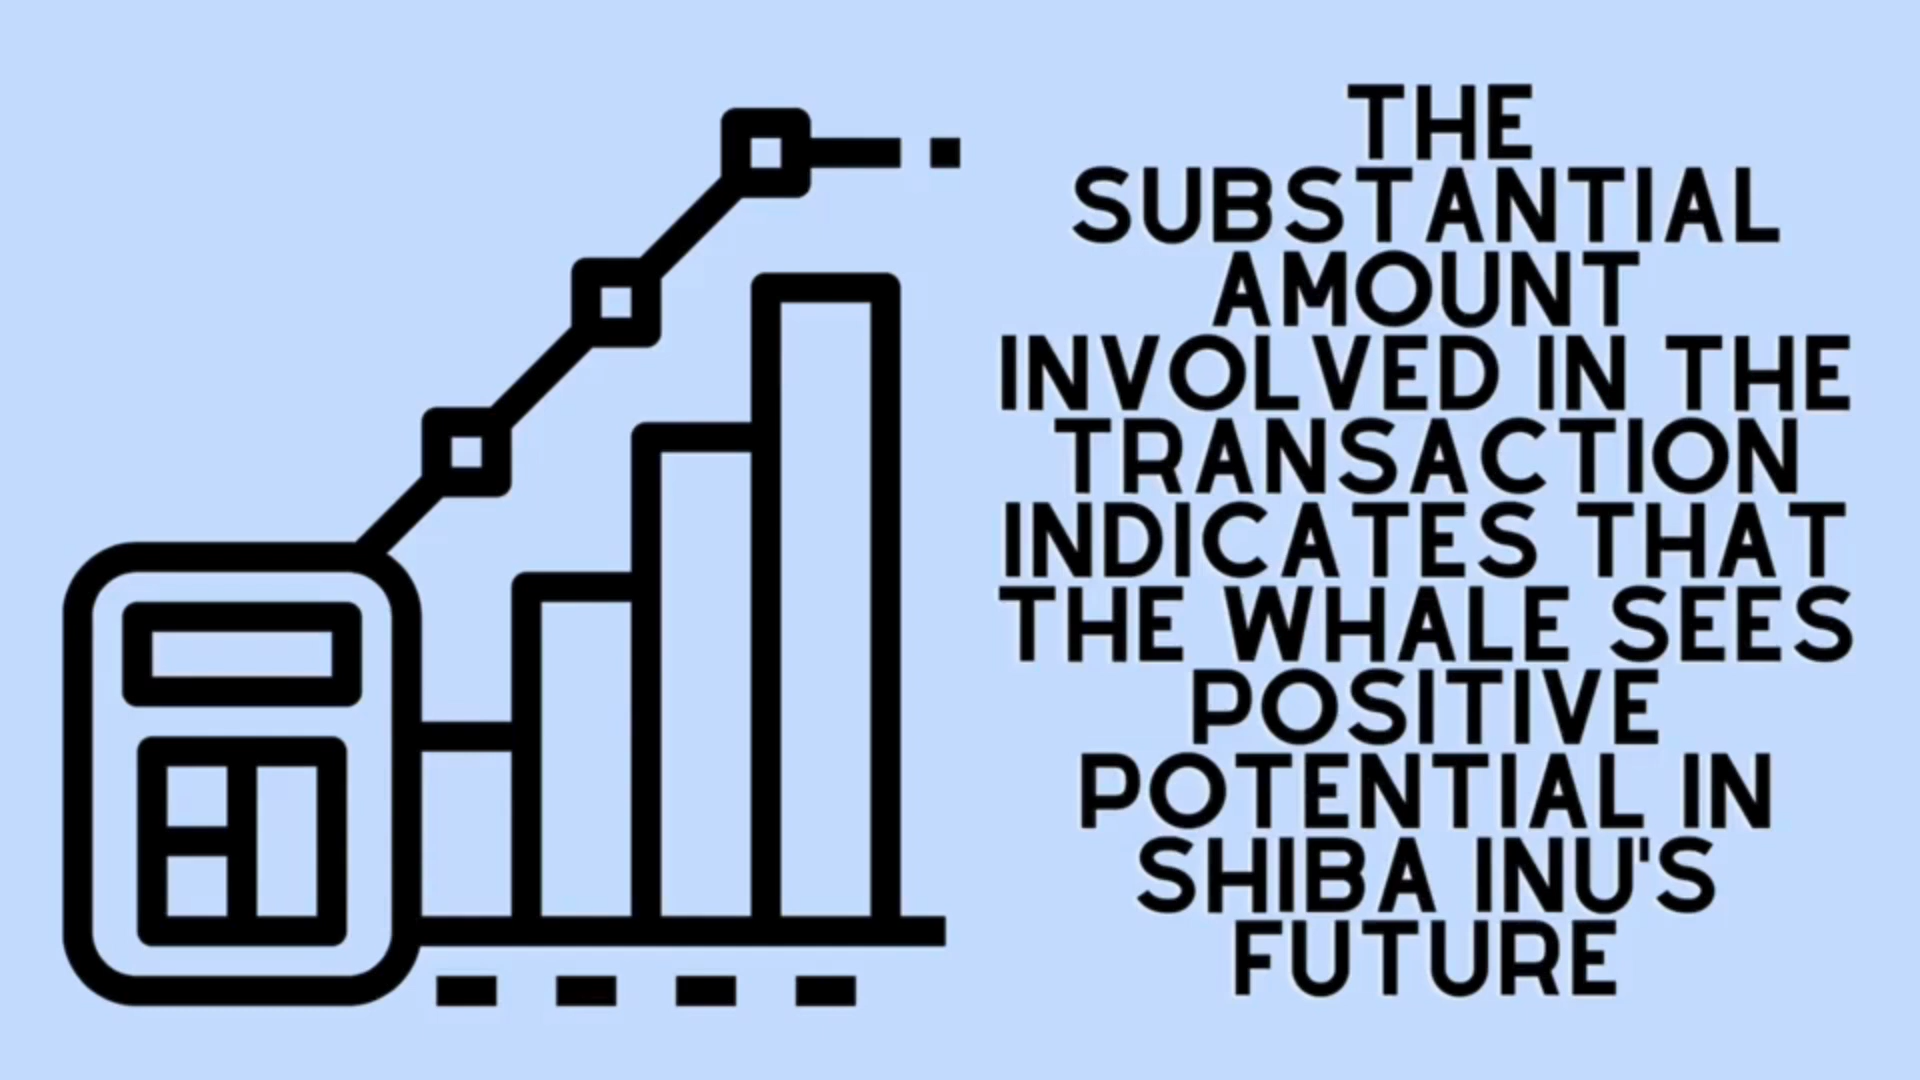 THE
SUBSTANTIAL
AMOUNT
INVOLVED IN THE
TRANSACTION
INDICATES THAT
THE WHALE SEES
POSITIVE
POTENTIAL IN
SHIBA INU'S
FUTURE